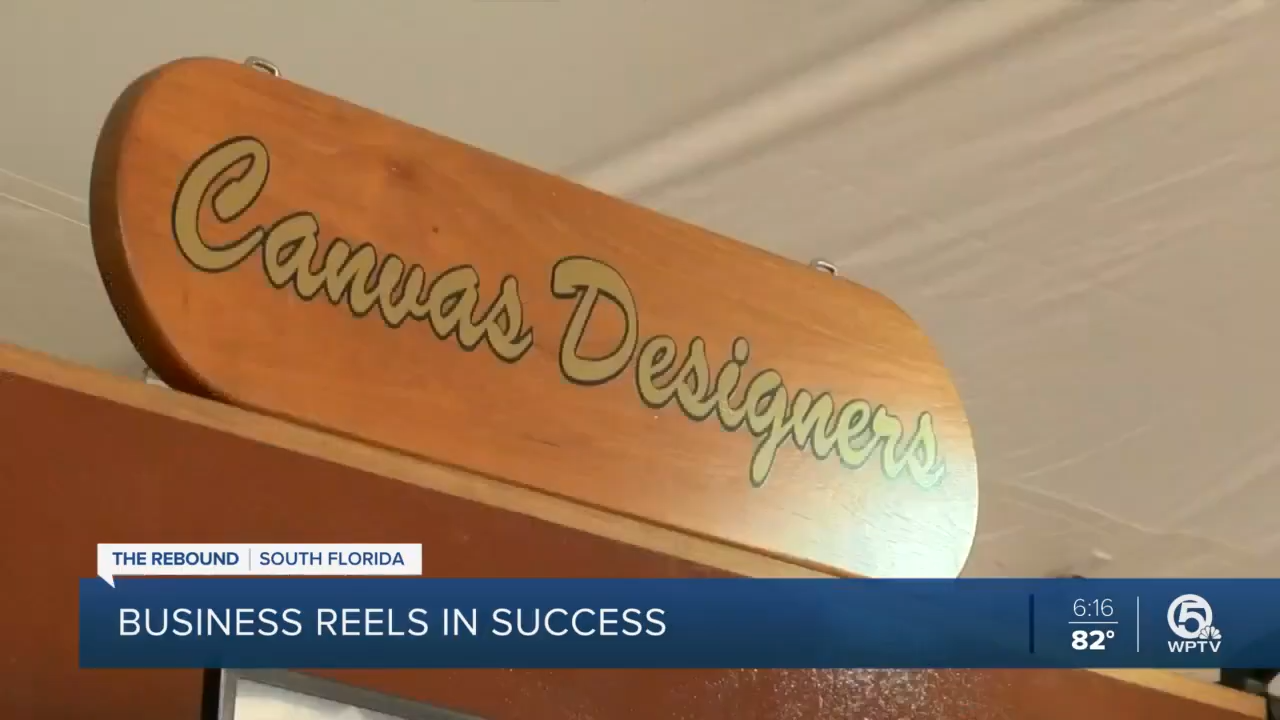 Canvas Designers
THE REBOUND | SOUTH FLORIDA
BUSINESS REELS IN SUCCESS
6:16
82°
5
WPTV